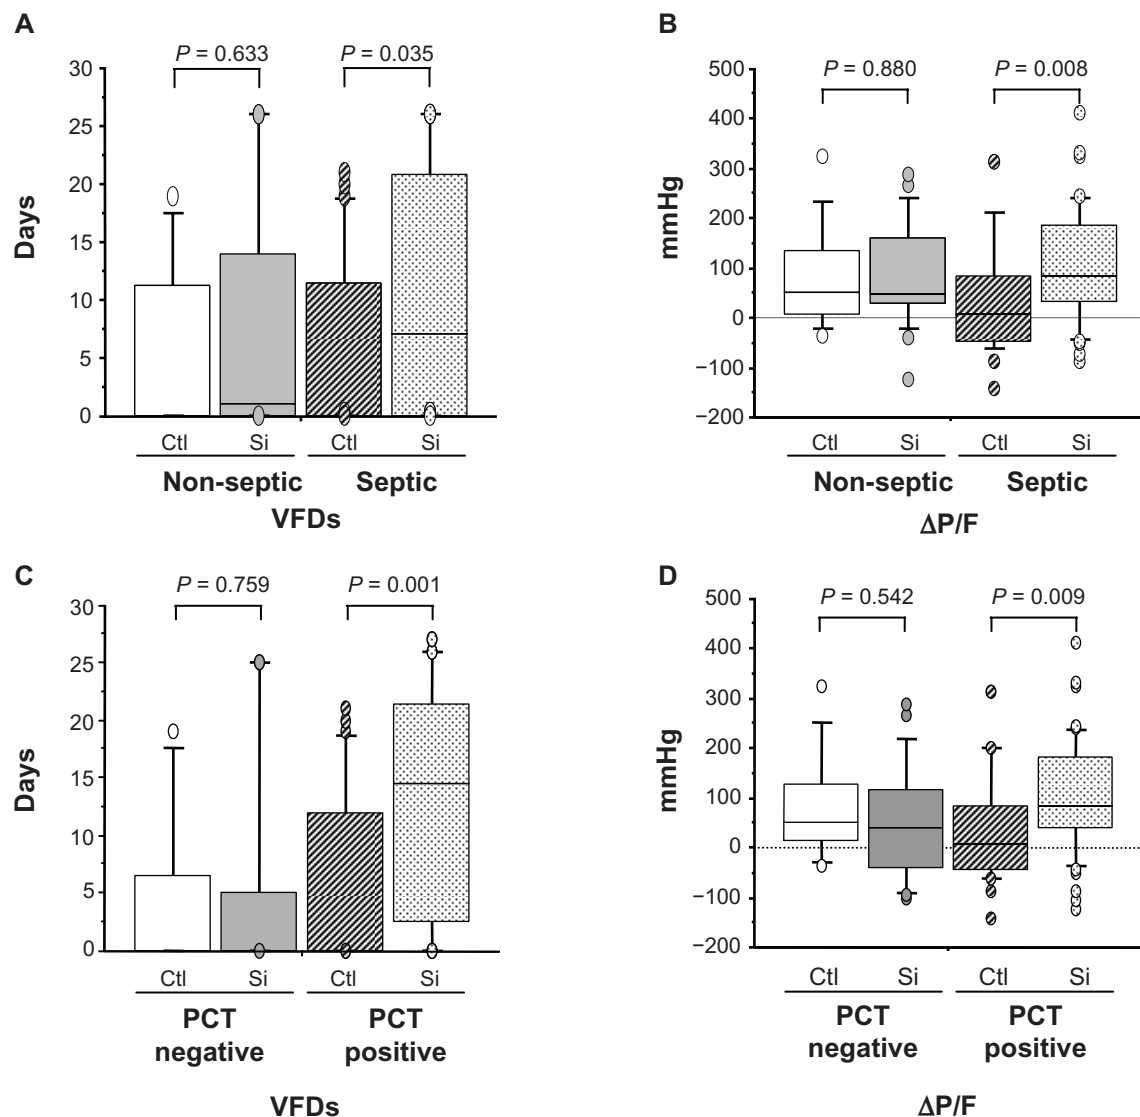 A
P = 0.633
P = 0.035
30
25
20
15
10
5
0
Days
Ctl
Si
Ctl
Si
Non-septic
Septic
VFDs
B
P = 0.880
P = 0.008
500
400
300
200
100
0
−100
−200
mmHg
Ctl
Si
Ctl
Si
Non-septic
Septic
ΔP/F
C
P = 0.759
P = 0.001
30
25
20
15
10
5
0
Days
Ctl
Si
Ctl
Si
PCT
negative
PCT
positive
VFDs
D
P = 0.542
P = 0.009
500
400
300
200
100
0
−100
−200
mmHg
Ctl
Si
Ctl
Si
PCT
negative
PCT
positive
ΔP/F